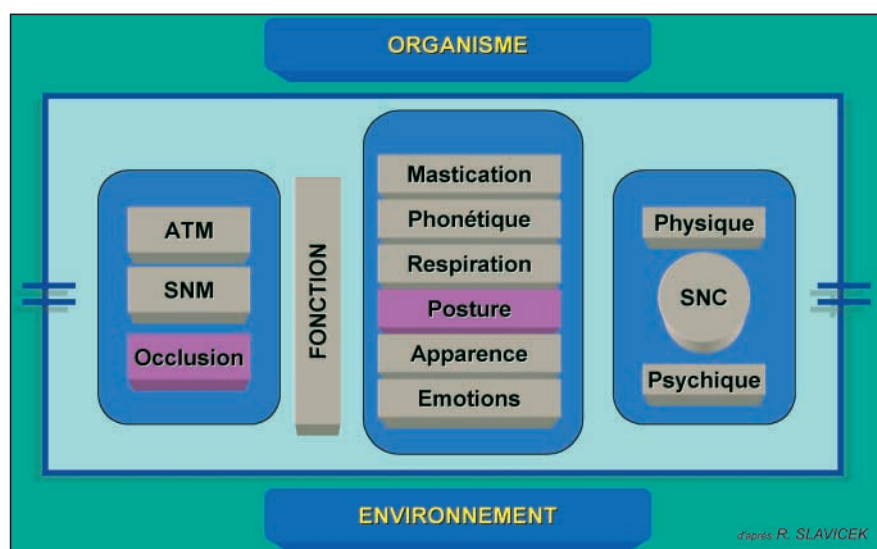 ORGANISME
ATM
SNM
Occlusion
FONCTION
Mastication
Phonétique
Respiration
Posture
Apparence
Emotions
Physique
SNC
Psychique
ENVIRONNEMENT
d'après R. SLAVICEK